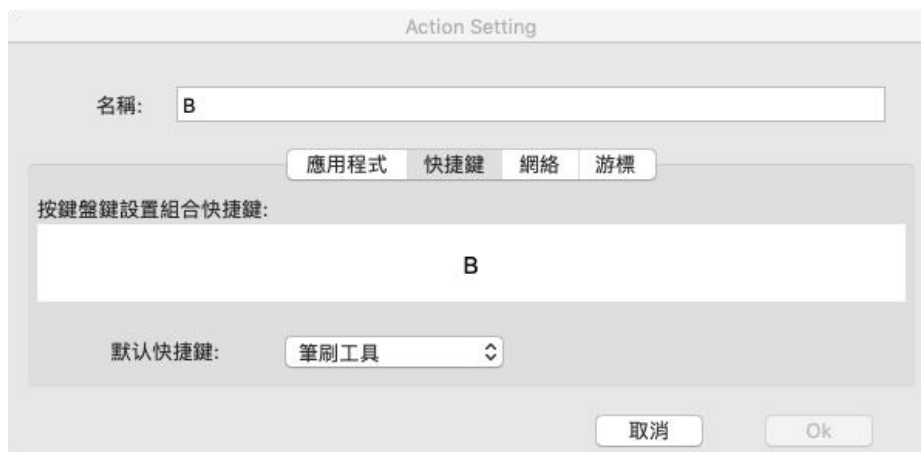 Action Setting
名稱: B
應用程式 快捷鍵 網絡 游標
按鍵盤鍵設置組合快捷鍵:
B
默认快捷鍵: 筆刷工具
取消 Ok